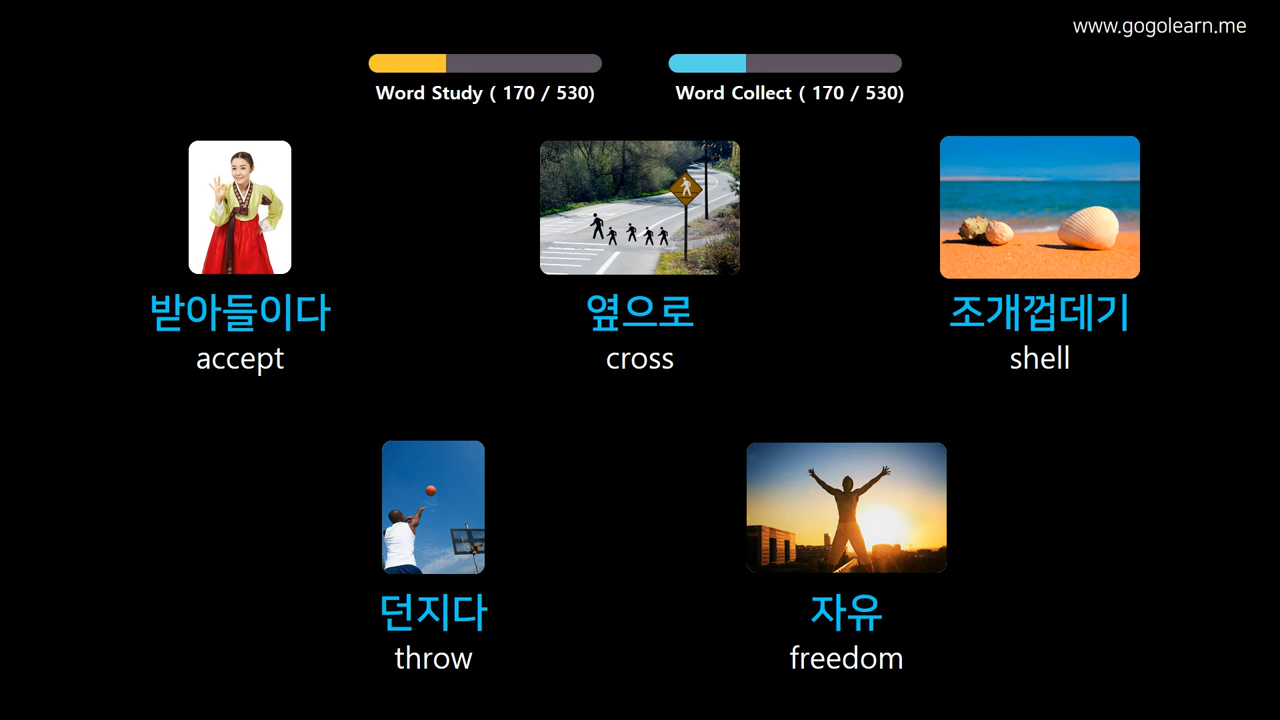 www.gogolearn.me
Word Study ( 170 / 530)
Word Collect ( 170 / 530)
받아들이다
accept
옆으로
cross
조개껍데기
shell
던지다
throw
자유
freedom